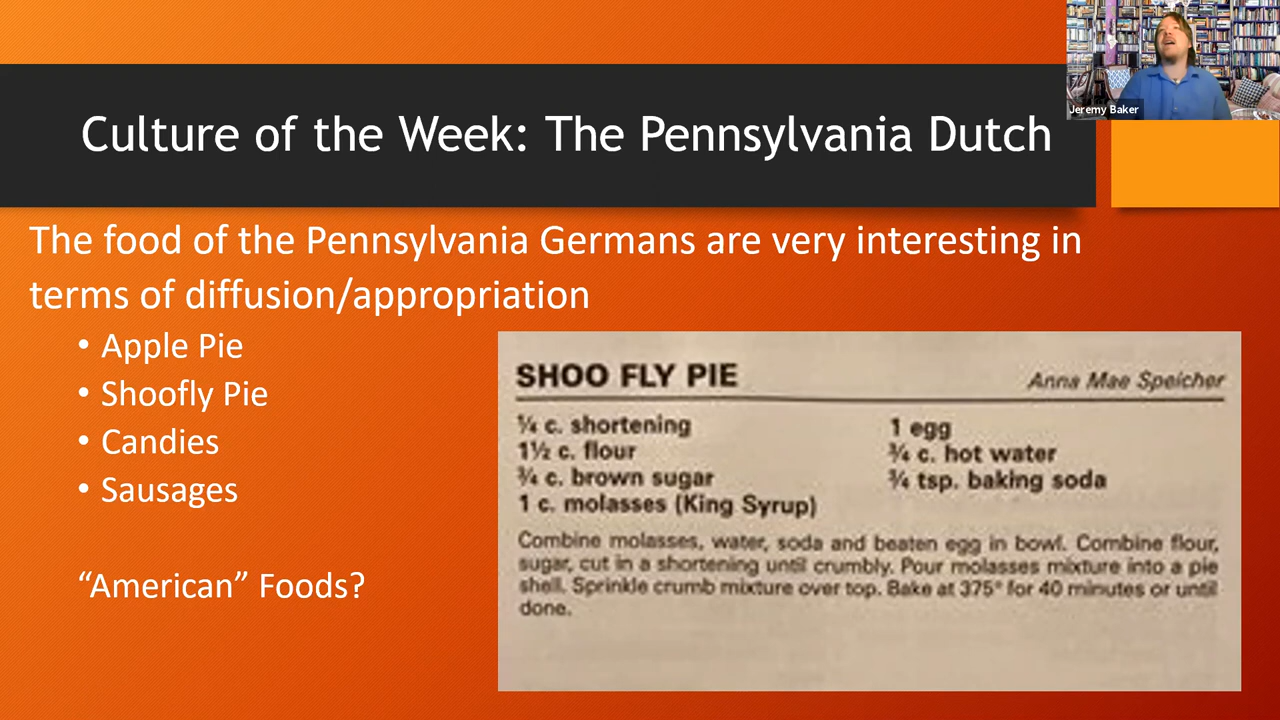 Jeremy Baker
Culture of the Week: The Pennsylvania Dutch
The food of the Pennsylvania Germans are very interesting in
terms of diffusion/appropriation
• Apple Pie
• Shoofly Pie
• Candies
• Sausages
“American” Foods?
SHOO FLY PIE
Anna Mae Speicher
¼ c. shortening
1½ c. flour
¾ c. brown sugar
1 c. molasses (King Syrup)
1 egg
¾ c. hot water
¾ tsp. baking soda
Combine molasses, water, soda and beaten egg in bowl. Combine flour,
sugar, cut in a shortening until crumbly. Pour molasses mixture into a pie
shell. Sprinkle crumb mixture over top. Bake at 375° for 40 minutes or until
done.